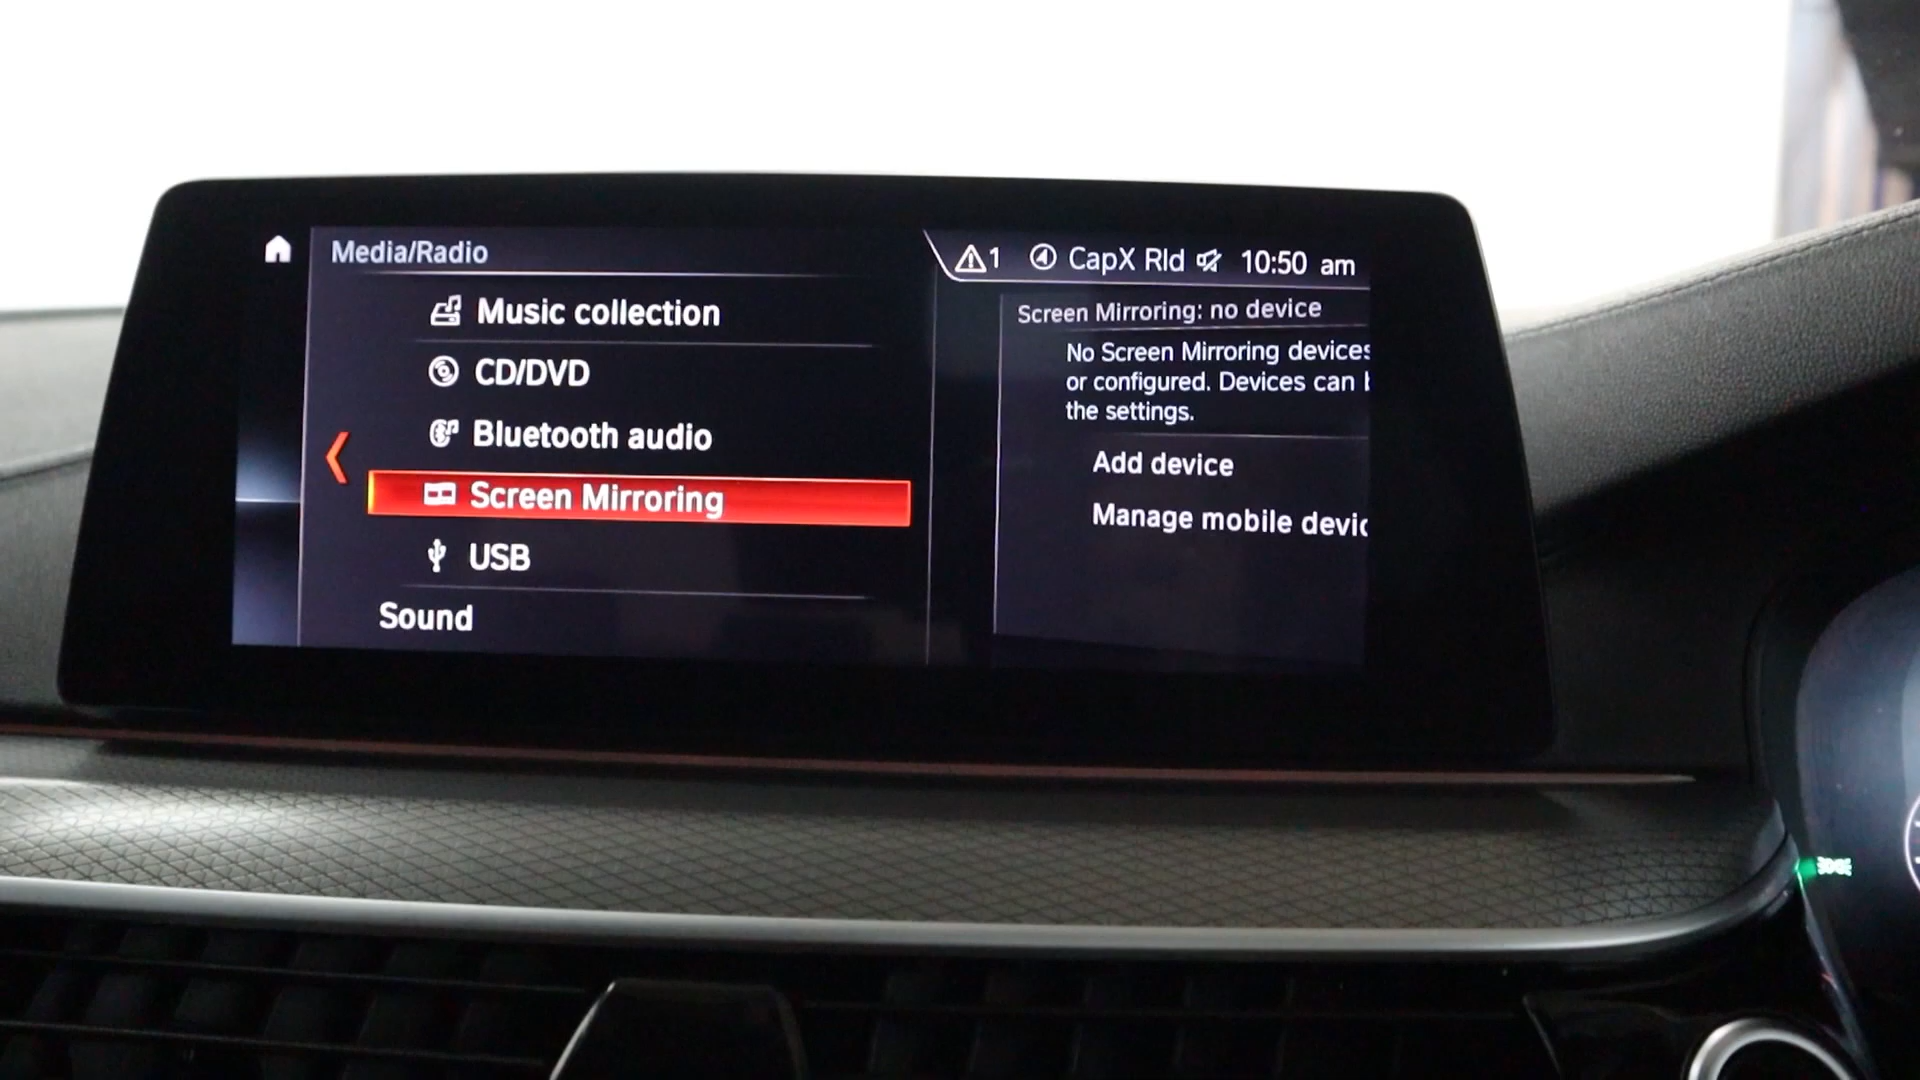 Media/Radio
Music collection
CD/DVD
Bluetooth audio
Screen Mirroring
USB
Sound
1 CapX Rld 10:50 am
Screen Mirroring: no device
No Screen Mirroring devices
or configured. Devices can
the settings.
Add device
Manage mobile devic